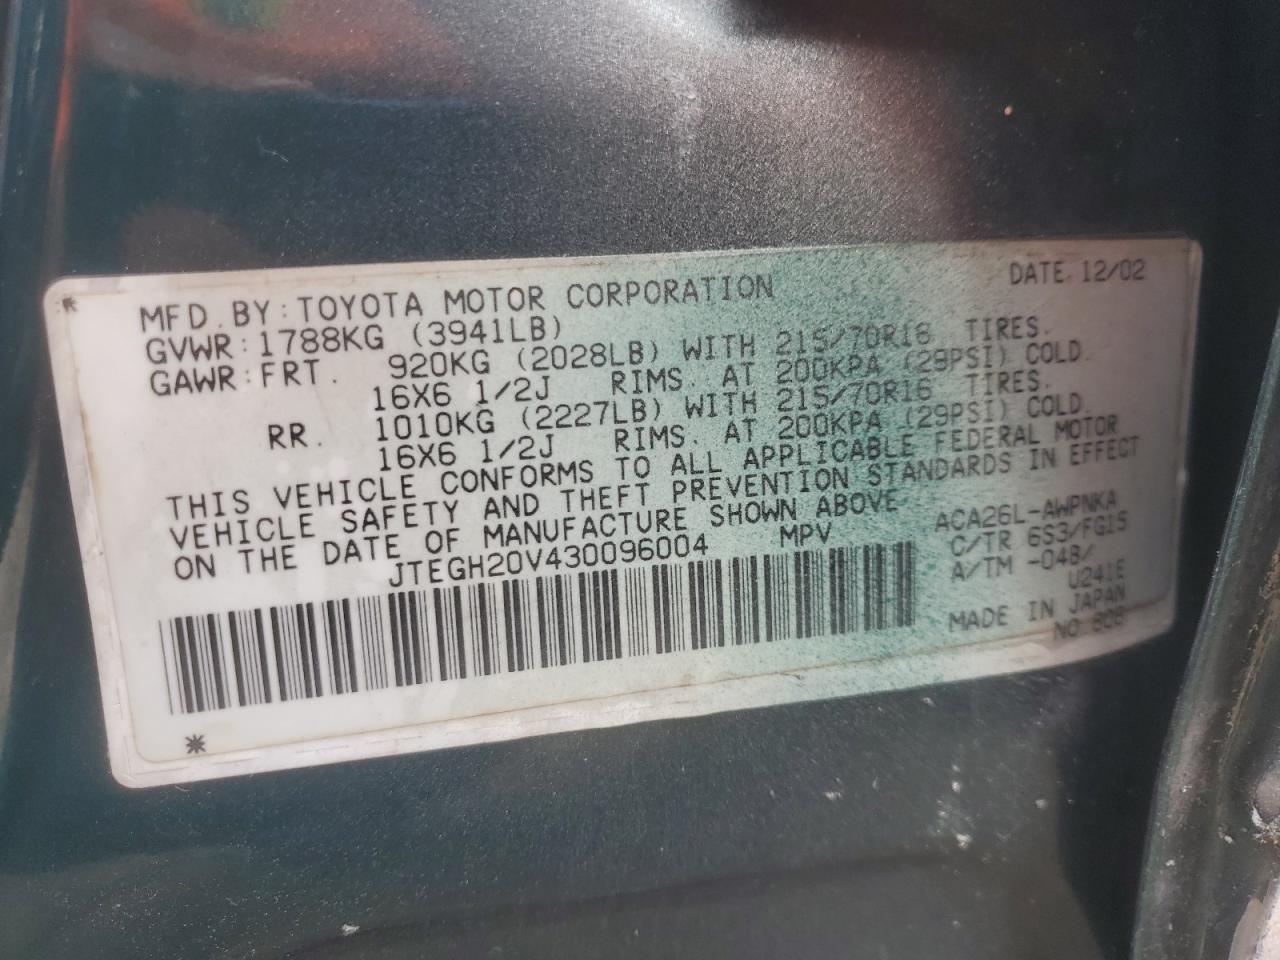 DATE 12/02
MFD. BY: TOYOTA MOTOR CORPORATION
GVWR: 1788KG (3941LB)
GAWR: FRT. 920KG (2028LB) WITH 215/70R16 TIRES.
16X6 1/2J RIMS. AT 200KPA (29PSI) COLD.
RR. 1010KG (2227LB) WITH 215/70R16 TIRES.
16X6 1/2J RIMS. AT 200KPA (29PSI) COLD.
THIS VEHICLE CONFORMS TO ALL APPLICABLE FEDERAL MOTOR
VEHICLE SAFETY AND THEFT PREVENTION STANDARDS IN EFFECT
ON THE DATE OF MANUFACTURE SHOWN ABOVE
JTEGH20V430096004 MPV
ACA26L-AWPNKA
C/TR 6S3/FG15
A/TM -04B/
U241E
MADE IN JAPAN
NO.